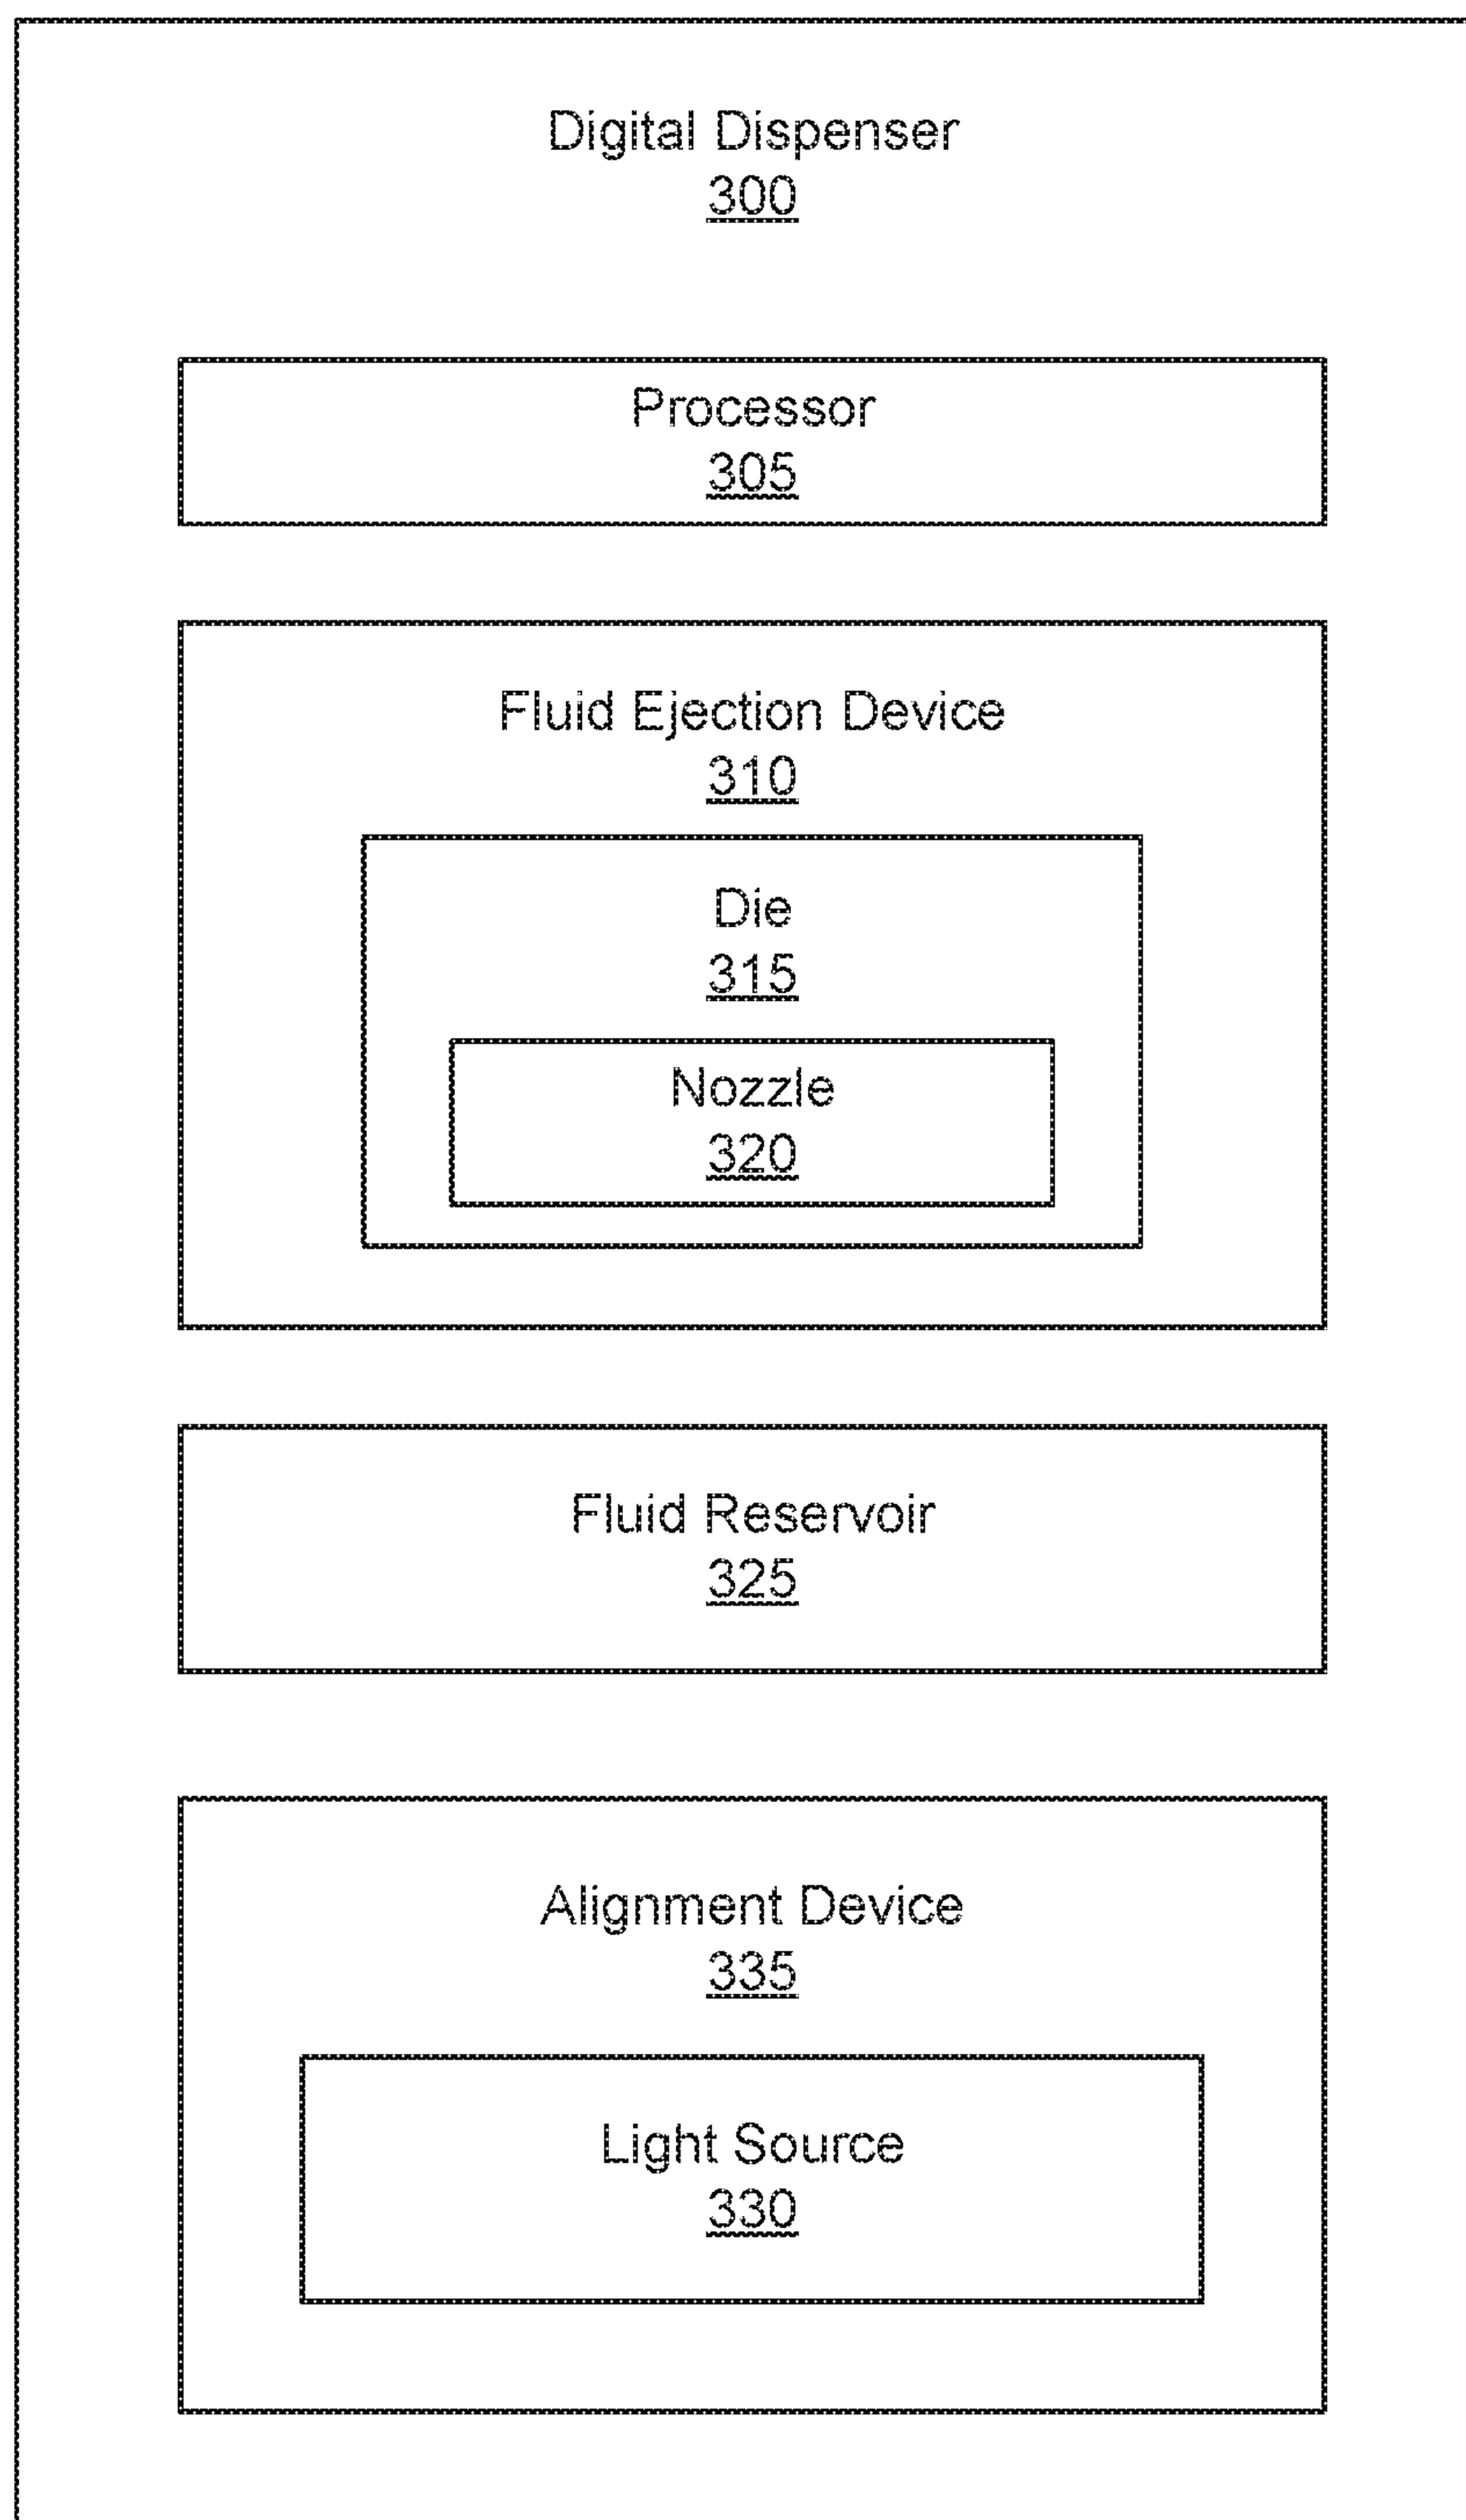 Digital Dispenser
300
Processor
305
Fluid Ejection Device
310
Die
315
Nozzle
320
Fluid Reservoir
325
Alignment Device
335
Light Source
330